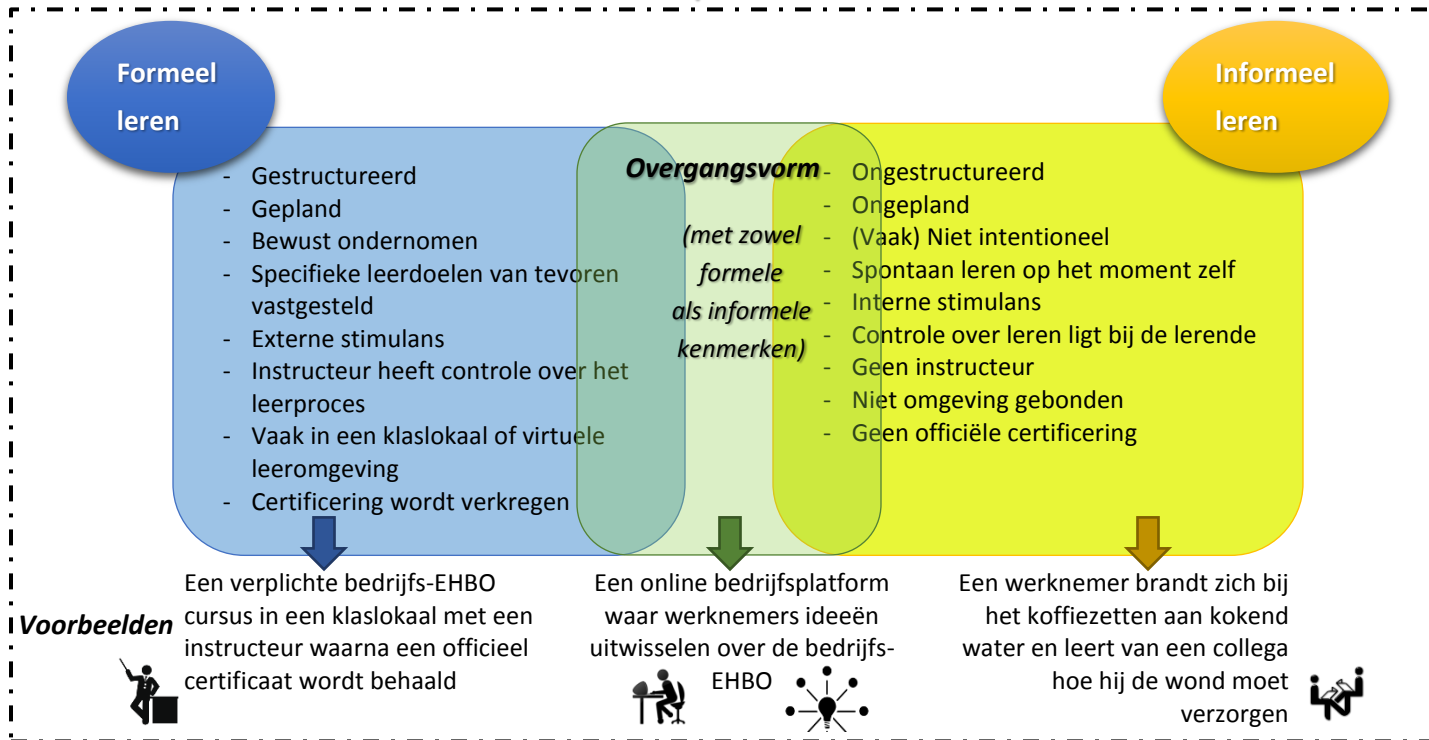 Formeel
leren
Informeel
leren
- Gestructureerd
- Gepland
- Bewust ondernomen
- Specifieke leerdoelen van tevoren
vastgesteld
- Externe stimulans
- Instructeur heeft controle over het
leerproces
- Vaak in een klaslokaal of virtuele
leeromgeving
- Certificering wordt verkregen
Overgangsvorm
(met zowel
formele
als informele
kenmerken)
- Ongestructureerd
- Ongepland
- (Vaak) Niet intentioneel
- Spontaan leren op het moment zelf
- Interne stimulans
- Controle over leren ligt bij de lerende
- Geen instructeur
- Niet omgeving gebonden
- Geen officiële certificering
Voorbeelden
Een verplichte bedrijfs-EHBO
cursus in een klaslokaal met een
instructeur waarna een officieel
certificaat wordt behaald
Een online bedrijfsplatform
waar werknemers ideeën
uitwisselen over de bedrijfs-
EHBO
Een werknemer brandt zich bij
het koffiezetten aan kokend
water en leert van een collega
hoe hij de wond moet
verzorgen